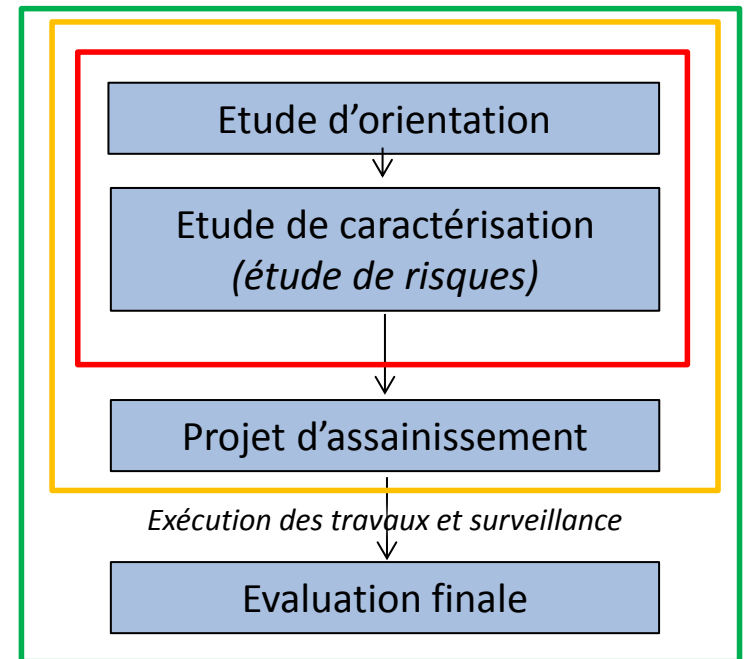 Etude d’orientation
Etude de caractérisation
(étude de risques)
Projet d’assainissement
Exécution des travaux et surveillance
Evaluation finale